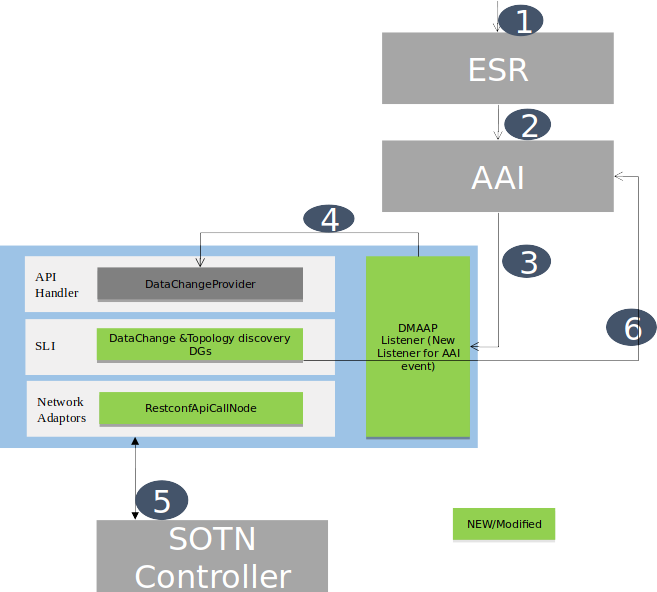 1
ESR
2
AAI
4
3
API
Handler
DataChangeProvider
DMAAP
Listener (New
Listener for AAI
event)
6
SLI
DataChange &Topology discovery
DGs
Network
Adaptors
RestconfApiCallNode
5
NEW/Modified
SOTN
Controller